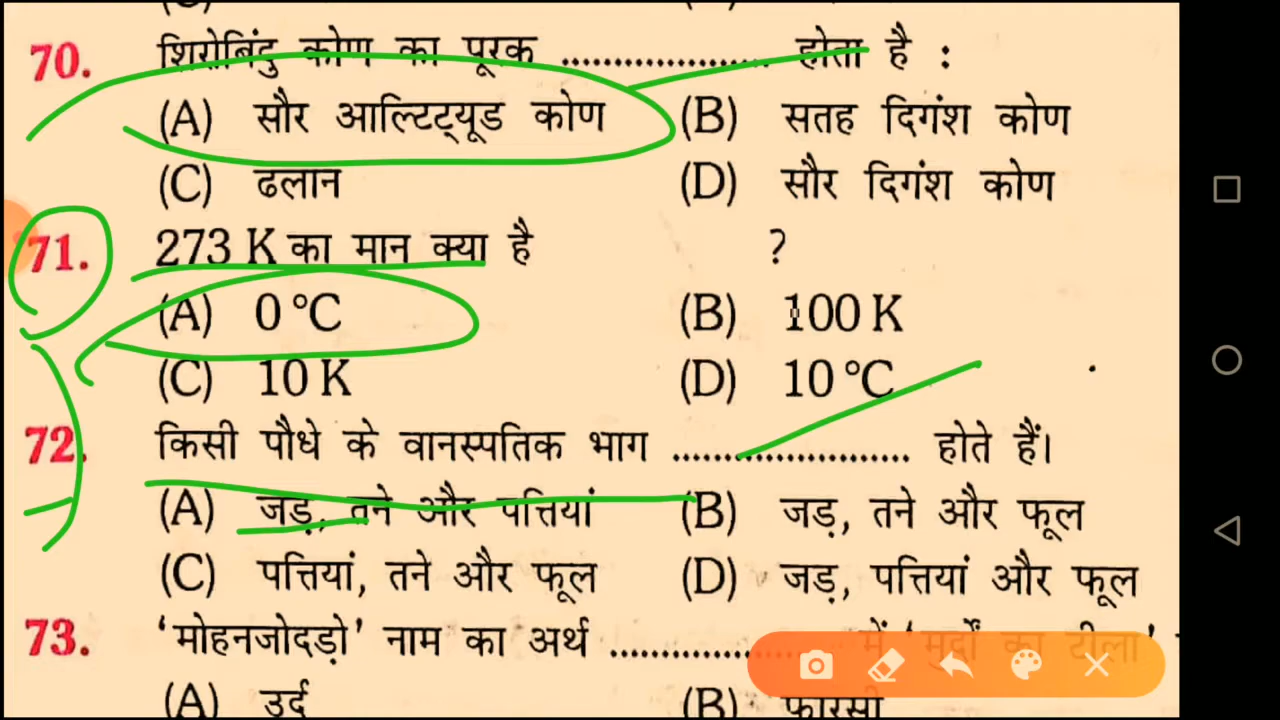 70. शिरोबिंदु कोण का पूरक .................... होता है :
(A) सौर आल्टिट्यूड कोण (B) सतह दिगंश कोण
(C) ढलान (D) सौर दिगंश कोण
71. 273 K का मान क्या है ?
(A) 0 °C (B) 100 K
(C) 10 K (D) 10 °C
72. किसी पौधे के वानस्पतिक भाग ....................... होते हैं।
(A) जड़, तने और पत्तियां (B) जड़, तने और फूल
(C) पत्तियां, तने और फूल (D) जड़, पत्तियां और फूल
73. ‘मोहनजोदड़ो’ नाम का अर्थ ..................... में ‘मुर्दों का टीला’
(A) उर्दू (B) फारसी